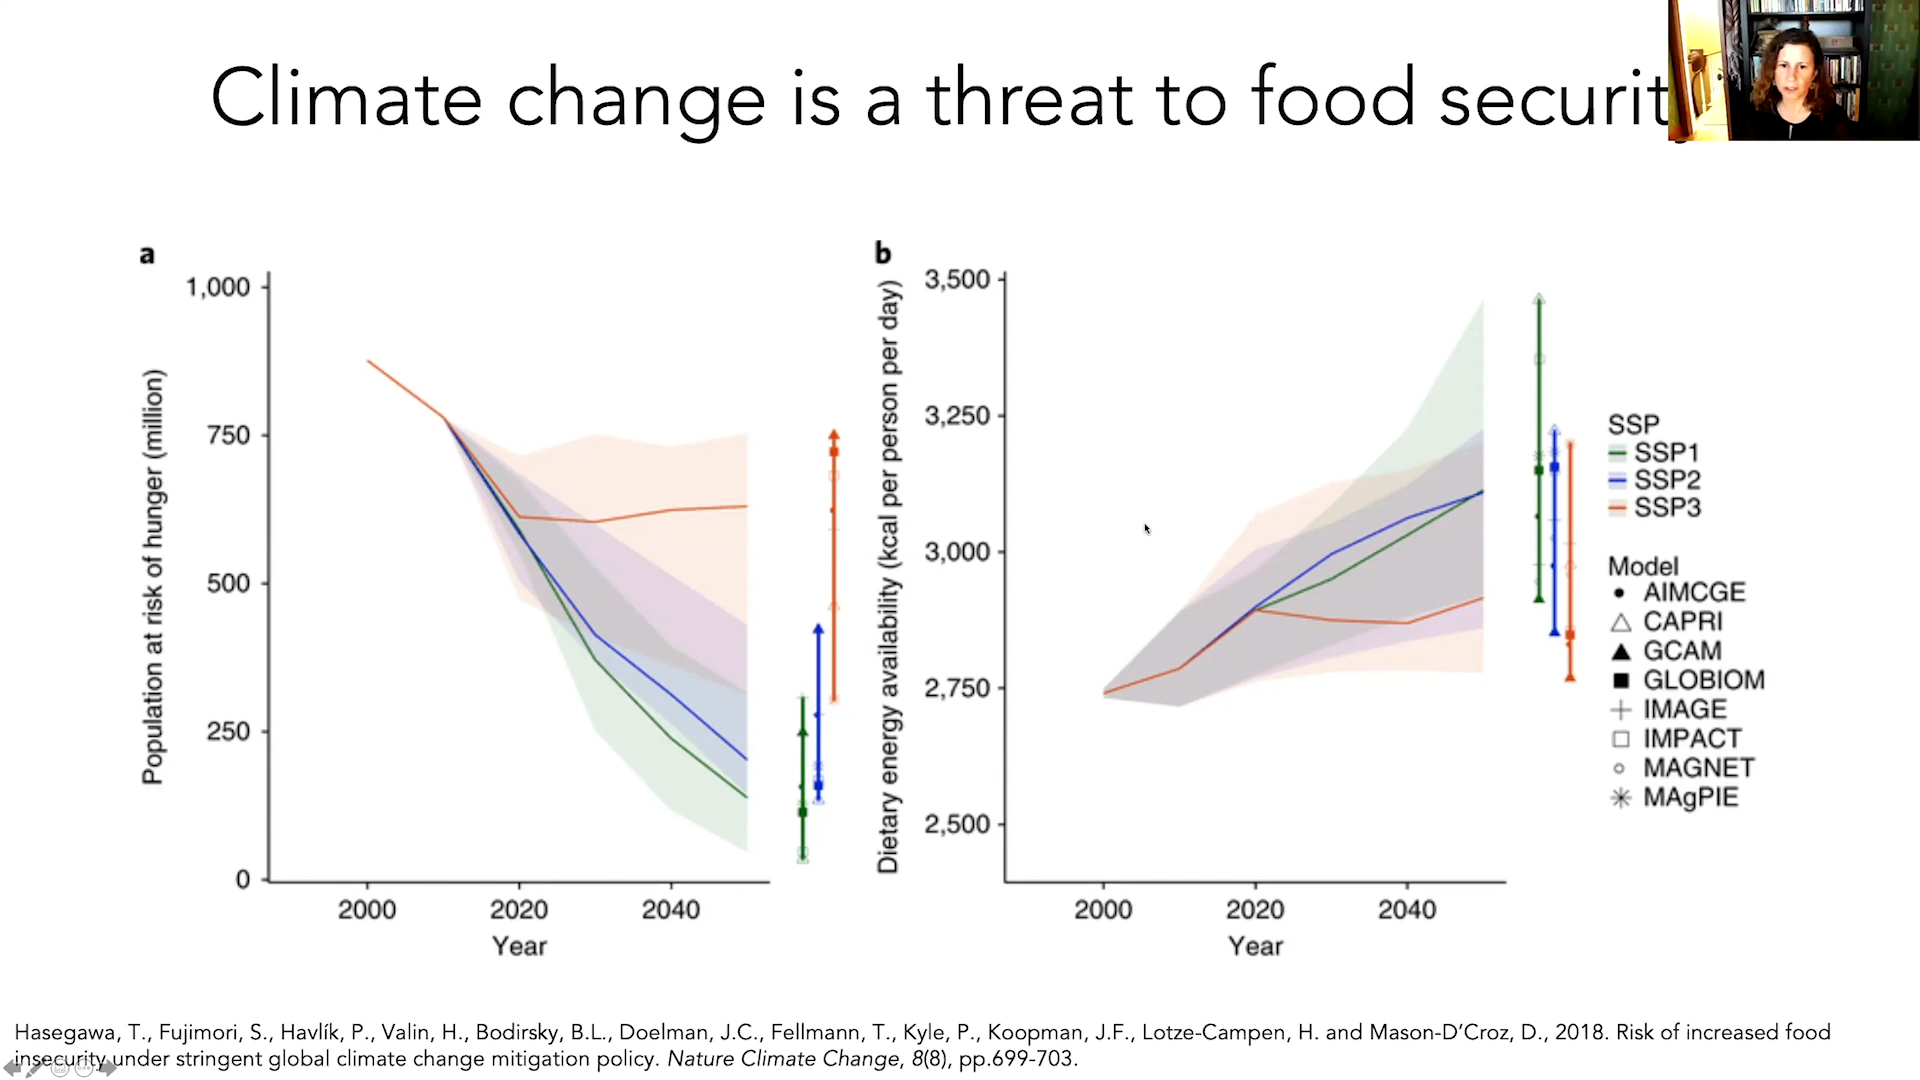 Climate change is a threat to food securit
a
1,000
750
500
250
0
Population at risk of hunger (million)
2000 2020 2040
Year
b
3,500
3,250
3,000
2,750
2,500
Dietary energy availability (kcal per person per day)
2000 2020 2040
Year
SSP
SSP1
SSP2
SSP3
Model
AIMCGE
CAPRI
GCAM
GLOBIOM
IMAGE
IMPACT
MAGNET
MAgPIE
Hasegawa, T., Fujimori, S., Havlík, P., Valin, H., Bodirsky, B.L., Doelman, J.C., Fellmann, T., Kyle, P., Koopman, J.F., Lotze-Campen, H. and Mason-D’Croz, D., 2018. Risk of increased food
insecurity under stringent global climate change mitigation policy. Nature Climate Change, 8(8), pp.699-703.